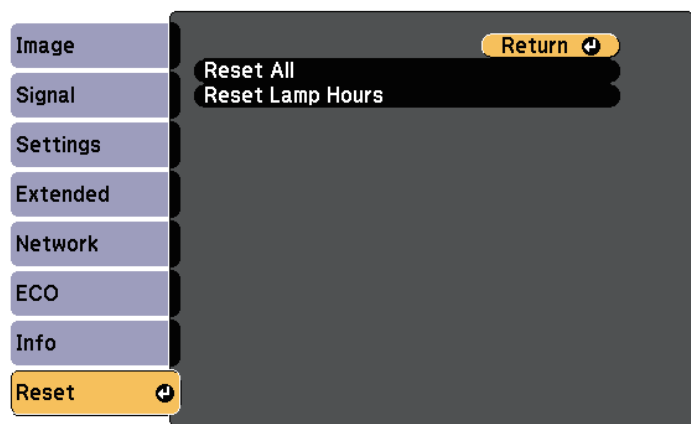 Image
Signal
Settings
Extended
Network
ECO
Info
Reset
Return
Reset All
Reset Lamp Hours